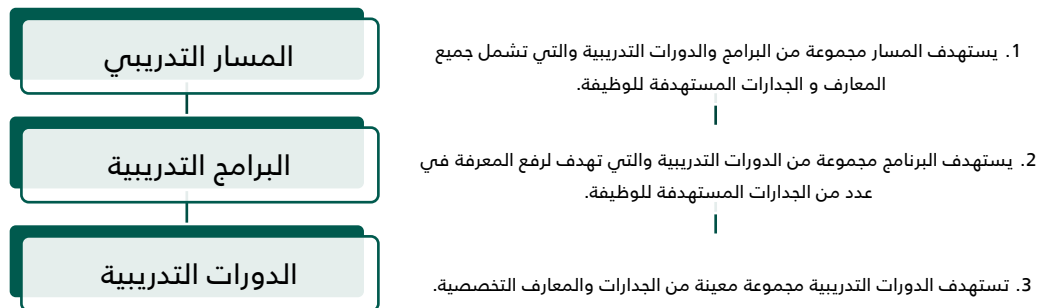 المسار التدريبي
1. يستهدف المسار مجموعة من البرامج والدورات التدريبية والتي تشمل جميع
المعارف و الجدارات المستهدفة للوظيفة.
البرامج التدريبية
2. يستهدف البرنامج مجموعة من الدورات التدريبية والتي تهدف لرفع المعرفة في
عدد من الجدارات المستهدفة للوظيفة.
الدورات التدريبية
3. تستهدف الدورات التدريبية مجموعة معينة من الجدارات والمعارف التخصصية.